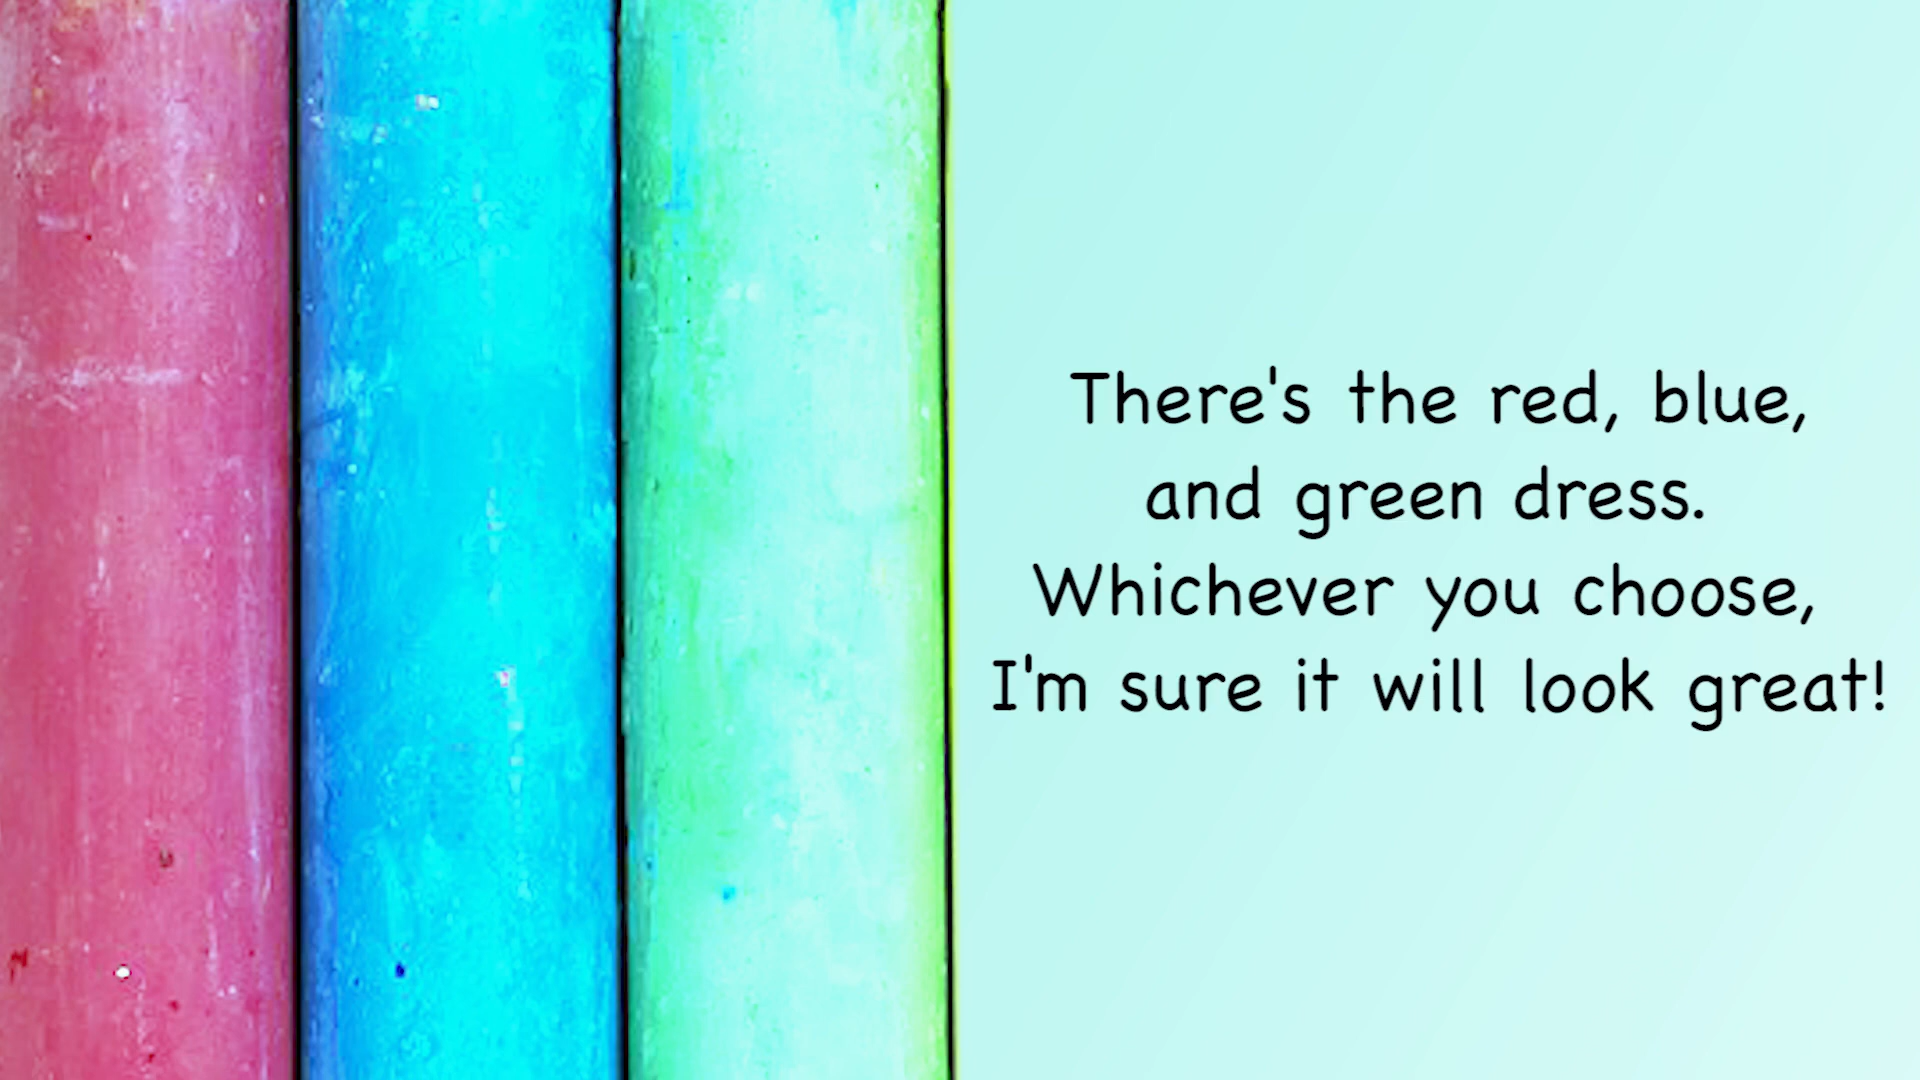 There's the red, blue,
and green dress.
Whichever you choose,
I'm sure it will look great!